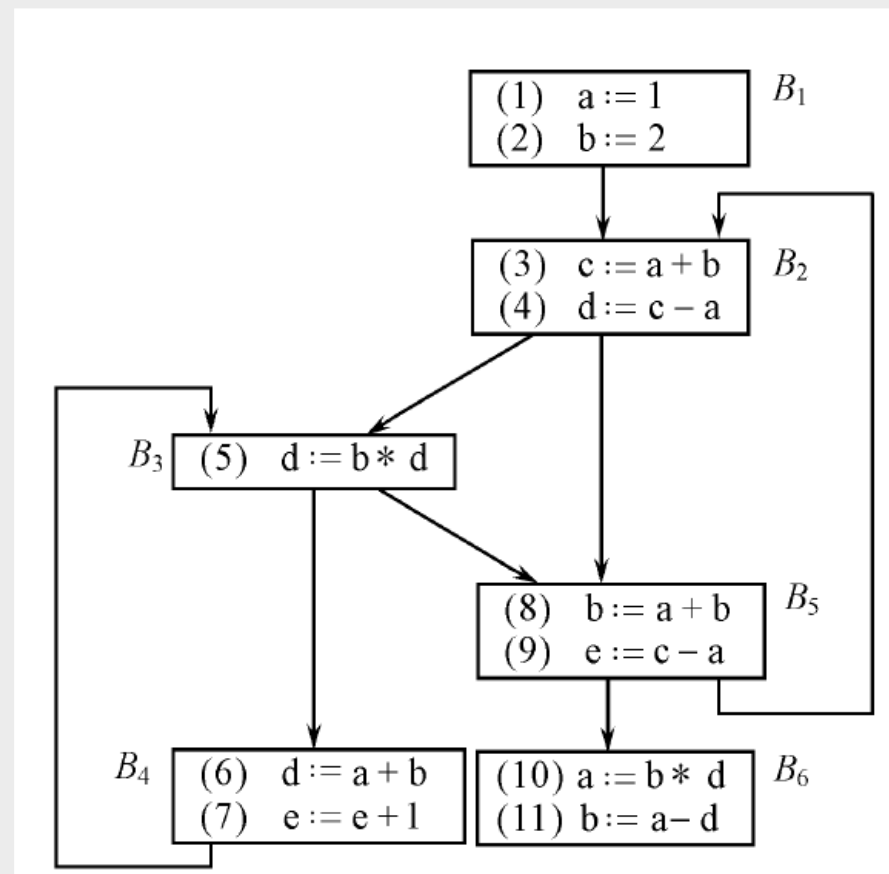 (1) a := 1
(2) b := 2
B₁
(3) c := a + b
(4) d := c − a
B₂
B₃
(5) d := b * d
(8) b := a + b
(9) e := c − a
B₅
B₄
(6) d := a + b
(7) e := e + 1
(10) a := b * d
(11) b := a − d
B₆